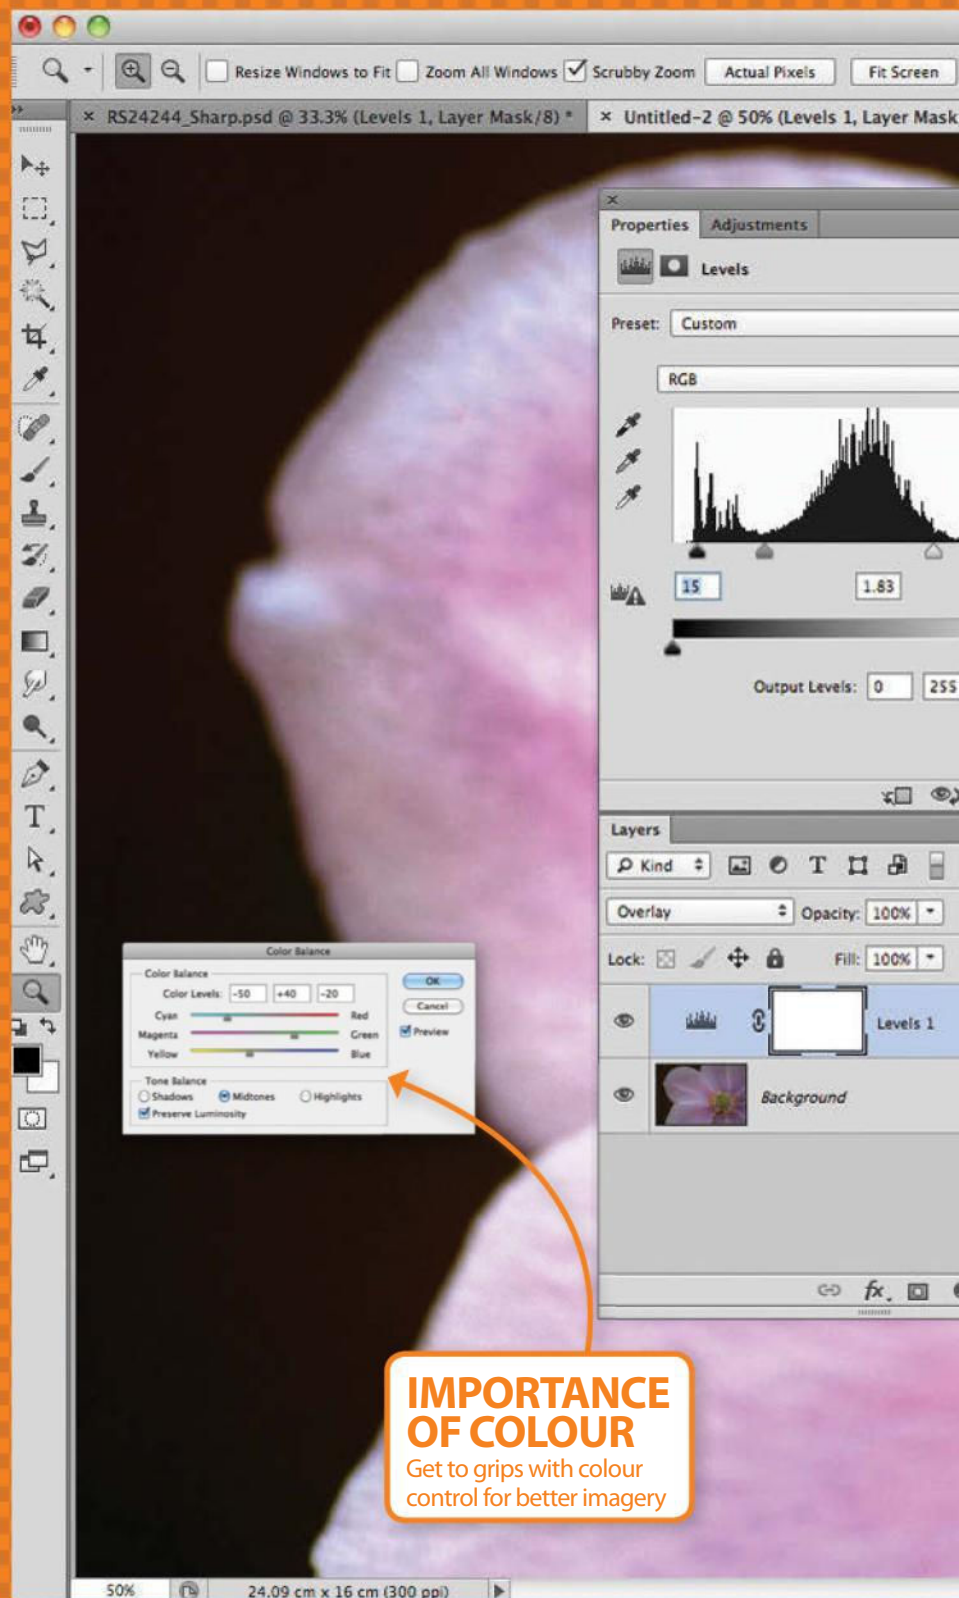 Resize Windows to Fit Zoom All Windows Scrubby Zoom Actual Pixels Fit Screen
× RS24244_Sharp.psd @ 33.3% (Levels 1, Layer Mask/8) * × Untitled-2 @ 50% (Levels 1, Layer Mask
Properties Adjustments
Levels
Preset: Custom
RGB
15 1.83
Output Levels: 0 255
Layers
Kind
Overlay Opacity: 100%
Lock: Fill: 100%
Levels 1
Background
Color Balance
Color Balance
Color Levels: -50 +40 -20
Cyan Red
Magenta Green
Yellow Blue
Tone Balance
Shadows Midtones Highlights
Preserve Luminosity
OK
Cancel
Preview
IMPORTANCE
OF COLOUR
Get to grips with colour
control for better imagery
50% 24.09 cm x 16 cm (300 ppi)